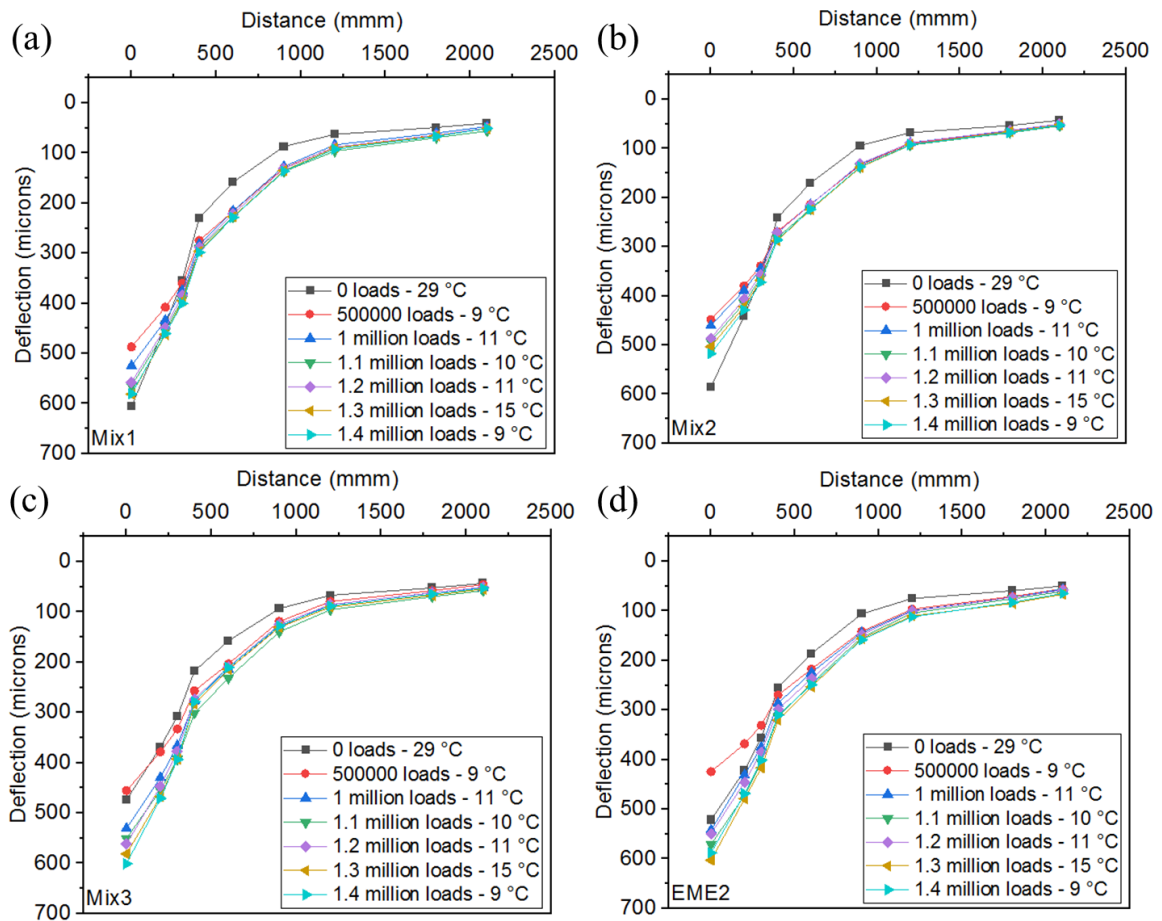 (a)
Distance (mmm)
0 500 1000 1500 2000 2500
Deflection (microns)
0
100
200
300
400
500
600
700
0 loads - 29 °C
500000 loads - 9 °C
1 million loads - 11 °C
1.1 million loads - 10 °C
1.2 million loads - 11 °C
1.3 million loads - 15 °C
1.4 million loads - 9 °C
Mix1
(b)
Distance (mmm)
0 500 1000 1500 2000 2500
Deflection (microns)
0
100
200
300
400
500
600
700
0 loads - 29 °C
500000 loads - 9 °C
1 million loads - 11 °C
1.1 million loads - 10 °C
1.2 million loads - 11 °C
1.3 million loads - 15 °C
1.4 million loads - 9 °C
Mix2
(c)
Distance (mmm)
0 500 1000 1500 2000 2500
Deflection (microns)
0
100
200
300
400
500
600
700
0 loads - 29 °C
500000 loads - 9 °C
1 million loads - 11 °C
1.1 million loads - 10 °C
1.2 million loads - 11 °C
1.3 million loads - 15 °C
1.4 million loads - 9 °C
Mix3
(d)
Distance (mmm)
0 500 1000 1500 2000 2500
Deflection (microns)
0
100
200
300
400
500
600
700
0 loads - 29 °C
500000 loads - 9 °C
1 million loads - 11 °C
1.1 million loads - 10 °C
1.2 million loads - 11 °C
1.3 million loads - 15 °C
1.4 million loads - 9 °C
EME2